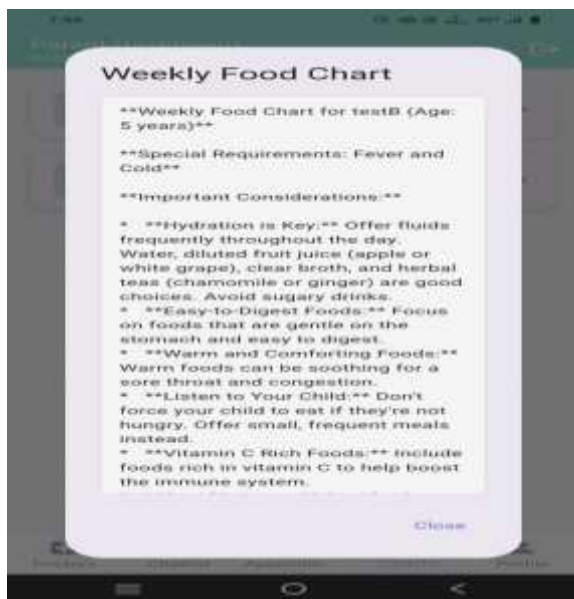 Weekly Food Chart
**Weekly Food Chart for testB (Age:
5 years)**
**Special Requirements: Fever and
Cold**
**Important Considerations:**
* **Hydration is Key:** Offer fluids
frequently throughout the day.
Water, diluted fruit juice (apple or
white grape), clear broth, and herbal
teas (chamomile or ginger) are good
choices. Avoid sugary drinks.
* **Easy-to-Digest Foods:** Focus
on foods that are gentle on the
stomach and easy to digest.
* **Warm and Comforting Foods:**
Warm foods can be soothing for a
sore throat and congestion.
* **Listen to Your Child:** Don't
force your child to eat if they're not
hungry. Offer small, frequent meals
instead.
* **Vitamin C Rich Foods:** Include
foods rich in vitamin C to help boost
the immune system.
Close